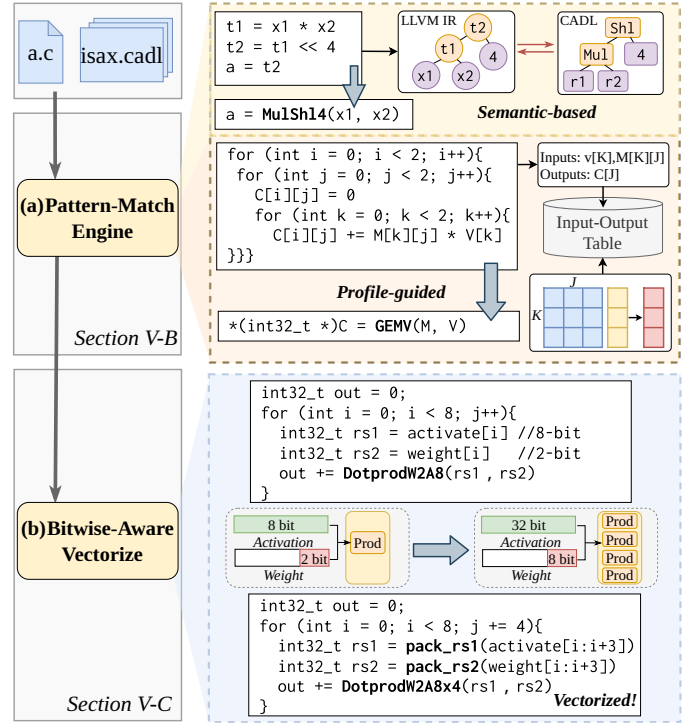 a.c
isax.cadl
(a)Pattern-Match
Engine
Section V-B
(b)Bitwise-Aware
Vectorize
Section V-C
t1 = x1 * x2
t2 = t1 << 4
a = t2
LLVM IR
t2
t1
4
x1
x2
CADL
Shl
Mul
4
r1
r2
a = MulShl4(x1, x2)
Semantic-based
for (int i = 0; i < 2; i++){
for (int j = 0; j < 2; j++){
C[i][j] = 0
for (int k = 0; k < 2; k++){
C[i][j] += M[k][j] * V[k]
}}}
Inputs: v[K],M[K][J]
Outputs: C[J]
Input-Output
Table
J
K
Profile-guided
*(int32_t *)C = GEMV(M, V)
int32_t out = 0;
for (int i = 0; i < 8; j++){
int32_t rs1 = activate[i] //8-bit
int32_t rs2 = weight[i] //2-bit
out += DotprodW2A8(rs1 , rs2)
}
8 bit
Activation
2 bit
Weight
Prod
32 bit
Activation
8 bit
Weight
Prod
Prod
Prod
Prod
int32_t out = 0;
for (int i = 0; i < 8; j += 4){
int32_t rs1 = pack_rs1(activate[i:i+3])
int32_t rs2 = pack_rs2(weight[i:i+3])
out += DotprodW2A8x4(rs1 , rs2)
}
Vectorized!